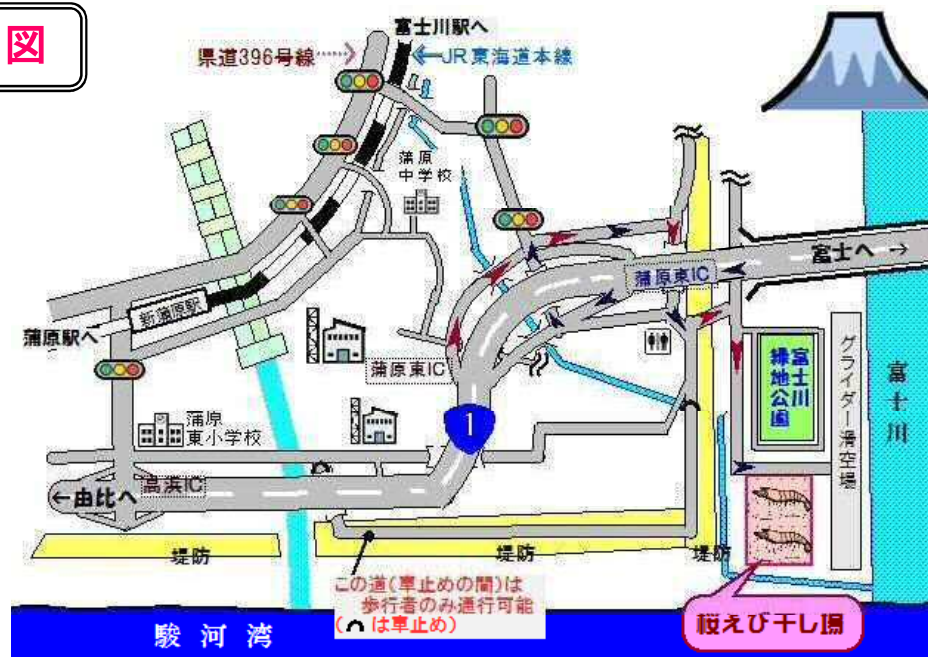 図
富士川駅へ
県道396号線
JR東海道本線
蒲原
中学校
富士へ→
蒲原東IC
新蒲原駅
蒲原駅へ
蒲原東IC
富士川
緑地公園
グライダー滑空場
富士川
1
蒲原
東小学校
高浜IC
←由比へ
堤防
堤防
堤防
この道(車止めの間)は
歩行者のみ通行可能
(は車止め)
桜えび干し場
駿河湾